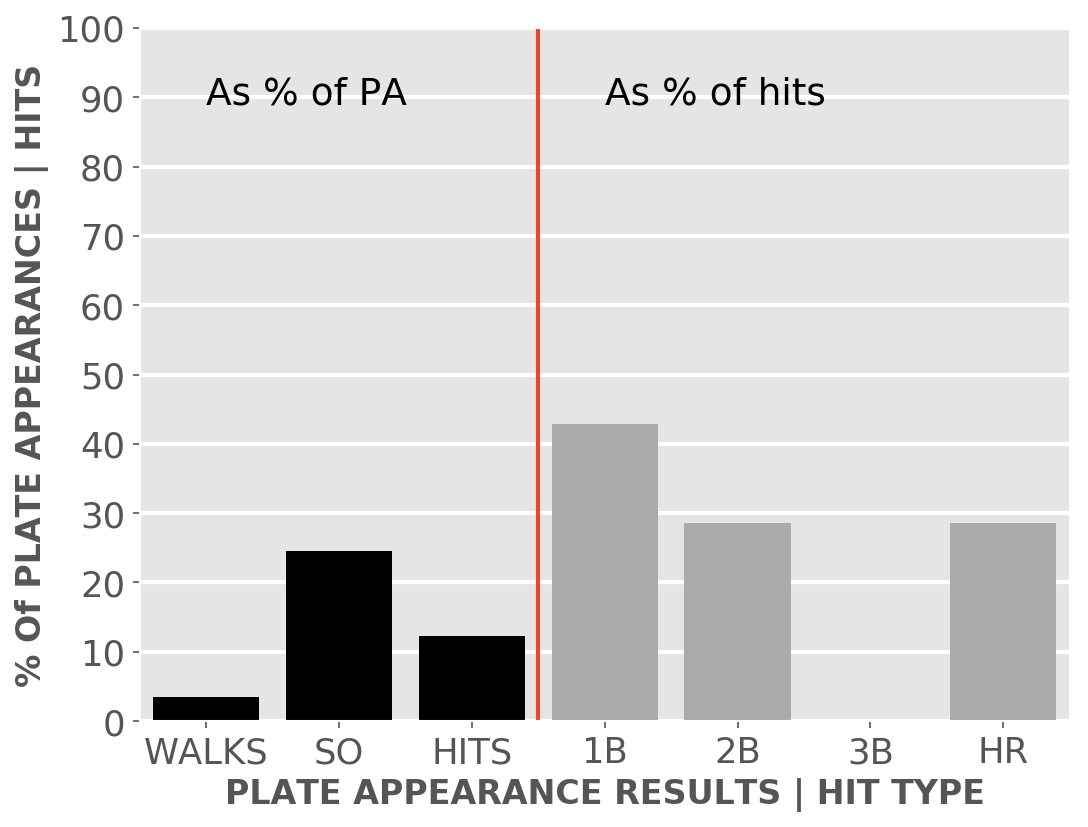 % Of PLATE APPEARANCES | HITS
100
90
80
70
60
50
40
30
20
10
0
As % of PA
As % of hits
WALKS SO HITS 1B 2B 3B HR
PLATE APPEARANCE RESULTS | HIT TYPE